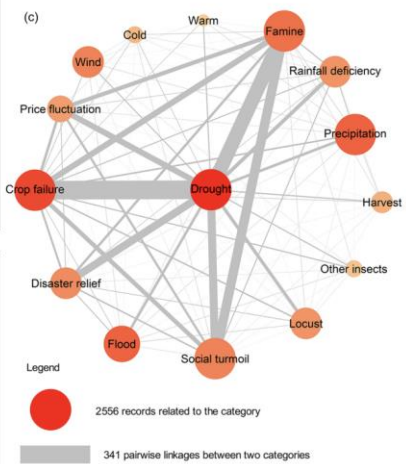 (c)
Warm
Cold
Famine
Wind
Rainfall deficiency
Price fluctuation
Precipitation
Crop failure
Drought
Harvest
Other insects
Disaster relief
Locust
Flood
Social turmoil
Legend
2556 records related to the category
341 pairwise linkages between two categories